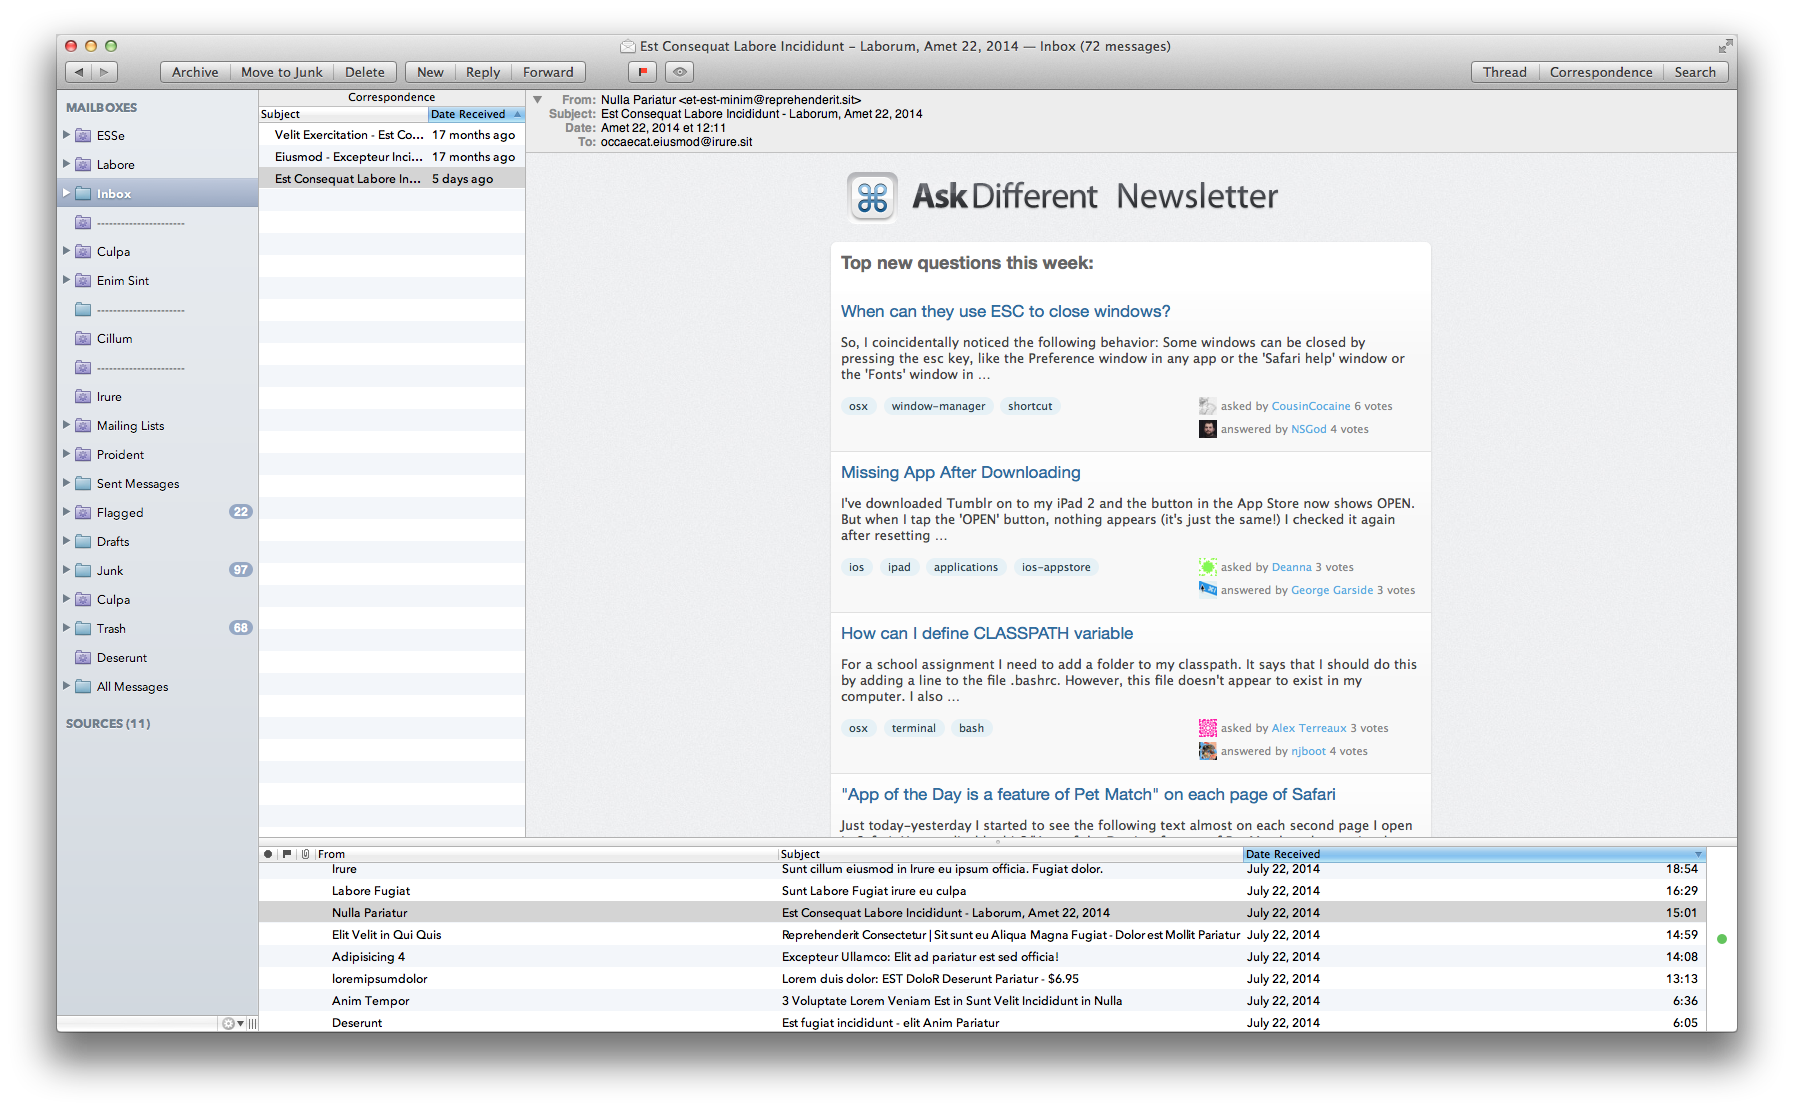 Est Consequat Labore Incididunt – Laborum, Amet 22, 2014 — Inbox (72 messages)
Archive Move to Junk Delete New Reply Forward Thread Correspondence Search
MAILBOXES
ESSe
Labore
Inbox
----------------------
Culpa
Enim Sint
----------------------
Cillum
----------------------
Irure
Mailing Lists
Proident
Sent Messages
Flagged 22
Drafts
Junk 97
Culpa
Trash 68
Deserunt
All Messages
SOURCES (11)
Correspondence
Subject Date Received
Velit Exercitation - Est Co... 17 months ago
Eiusmod - Excepteur Inci... 17 months ago
Est Consequat Labore In... 5 days ago
From: Nulla Pariatur <et-est-minim@reprehenderit.sit>
Subject: Est Consequat Labore Incididunt - Laborum, Amet 22, 2014
Date: Amet 22, 2014 et 12:11
To: occaecat.eiusmod@irure.sit
AskDifferent Newsletter
Top new questions this week:
When can they use ESC to close windows?
So, I coincidentally noticed the following behavior: Some windows can be closed by
pressing the esc key, like the Preference window in any app or the 'Safari help' window or
the 'Fonts' window in ...
osx window-manager shortcut
asked by CousinCocaine 6 votes
answered by NSGod 4 votes
Missing App After Downloading
I've downloaded Tumblr on to my iPad 2 and the button in the App Store now shows OPEN.
But when I tap the 'OPEN' button, nothing appears (it's just the same!) I checked it again
after resetting ...
ios ipad applications ios-appstore
asked by Deanna 3 votes
answered by George Garside 3 votes
How can I define CLASSPATH variable
For a school assignment I need to add a folder to my classpath. It says that I should do this
by adding a line to the file .bashrc. However, this file doesn't appear to exist in my
computer. I also ...
osx terminal bash
asked by Alex Terreaux 3 votes
answered by njboot 4 votes
"App of the Day is a feature of Pet Match" on each page of Safari
Just today-yesterday I started to see the following text almost on each second page I open
From Subject Date Received
Irure Sunt cillum eiusmod in Irure eu ipsum officia. Fugiat dolor. July 22, 2014 18:54
Labore Fugiat Sunt Labore Fugiat irure eu culpa July 22, 2014 16:29
Nulla Pariatur Est Consequat Labore Incididunt - Laborum, Amet 22, 2014 July 22, 2014 15:01
Elit Velit in Qui Quis Reprehenderit Consectetur | Sit sunt eu Aliqua Magna Fugiat - Dolor est Mollit Pariatur July 22, 2014 14:59
Adipisicing 4 Excepteur Ullamco: Elit ad pariatur est sed officia! July 22, 2014 14:08
loremipsumdolor Lorem duis dolor: EST DoloR Deserunt Pariatur - $6.95 July 22, 2014 13:13
Anim Tempor 3 Voluptate Lorem Veniam Est in Sunt Velit Incididunt in Nulla July 22, 2014 6:36
Deserunt Est fugiat incididunt - elit Anim Pariatur July 22, 2014 6:05